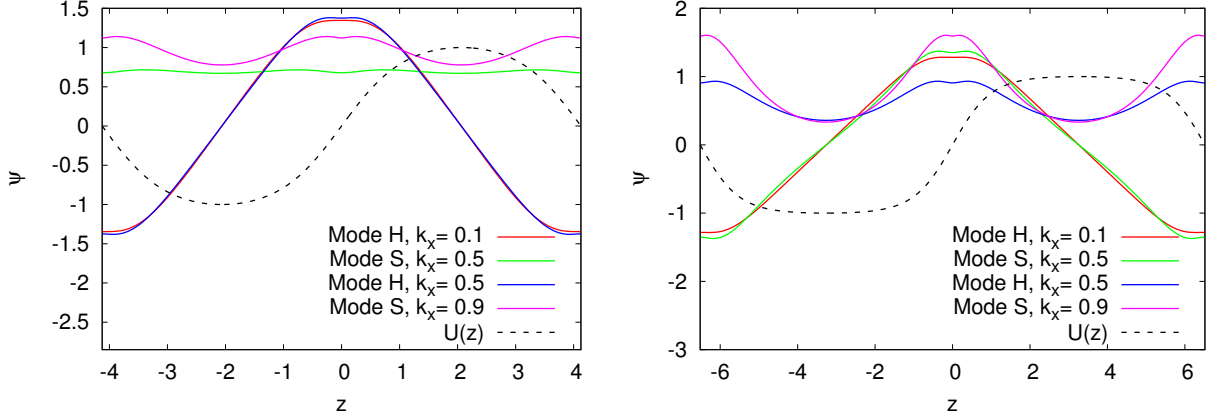 1.5
1
0.5
0
-0.5
-1
-1.5
-2
-2.5
ψ
-4 -3 -2 -1 0 1 2 3 4
z
Mode H, kₓ= 0.1
Mode S, kₓ= 0.5
Mode H, kₓ= 0.5
Mode S, kₓ= 0.9
U(z)
2
1
0
-1
-2
-3
ψ
-6 -4 -2 0 2 4 6
z
Mode H, kₓ= 0.1
Mode S, kₓ= 0.5
Mode H, kₓ= 0.5
Mode S, kₓ= 0.9
U(z)